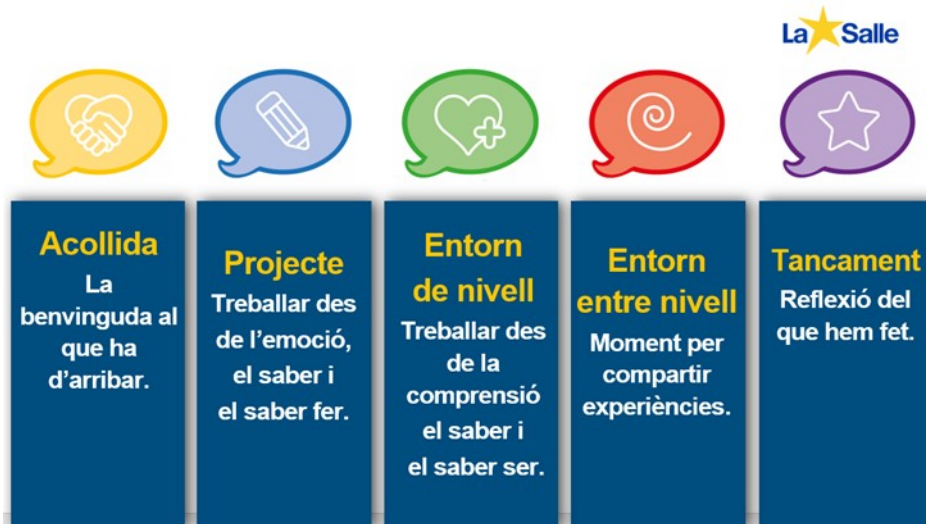 La Salle
Acollida
La
benvinguda al
que ha
d'arribar.
Projecte
Treballar des
de l'emoció,
el saber i
el saber fer.
Entorn
de nivell
Treballar des
de la
comprensió
el saber i
el saber ser.
Entorn
entre nivell
Moment per
compartir
experiències.
Tancament
Reflexió del
que hem fet.